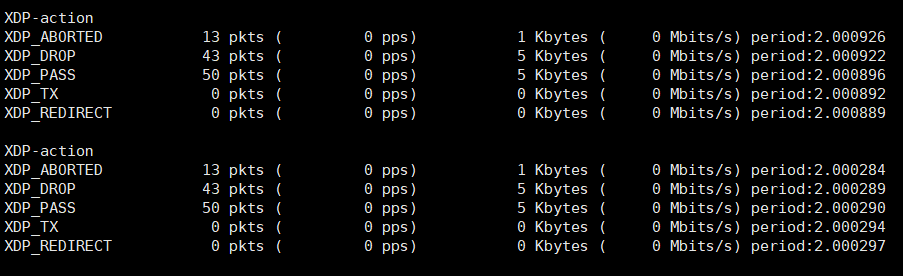 XDP-action
XDP_ABORTED 13 pkts ( 0 pps) 1 Kbytes ( 0 Mbits/s) period:2.000926
XDP_DROP 43 pkts ( 0 pps) 5 Kbytes ( 0 Mbits/s) period:2.000922
XDP_PASS 50 pkts ( 0 pps) 5 Kbytes ( 0 Mbits/s) period:2.000896
XDP_TX 0 pkts ( 0 pps) 0 Kbytes ( 0 Mbits/s) period:2.000892
XDP_REDIRECT 0 pkts ( 0 pps) 0 Kbytes ( 0 Mbits/s) period:2.000889
XDP-action
XDP_ABORTED 13 pkts ( 0 pps) 1 Kbytes ( 0 Mbits/s) period:2.000284
XDP_DROP 43 pkts ( 0 pps) 5 Kbytes ( 0 Mbits/s) period:2.000289
XDP_PASS 50 pkts ( 0 pps) 5 Kbytes ( 0 Mbits/s) period:2.000290
XDP_TX 0 pkts ( 0 pps) 0 Kbytes ( 0 Mbits/s) period:2.000294
XDP_REDIRECT 0 pkts ( 0 pps) 0 Kbytes ( 0 Mbits/s) period:2.000297